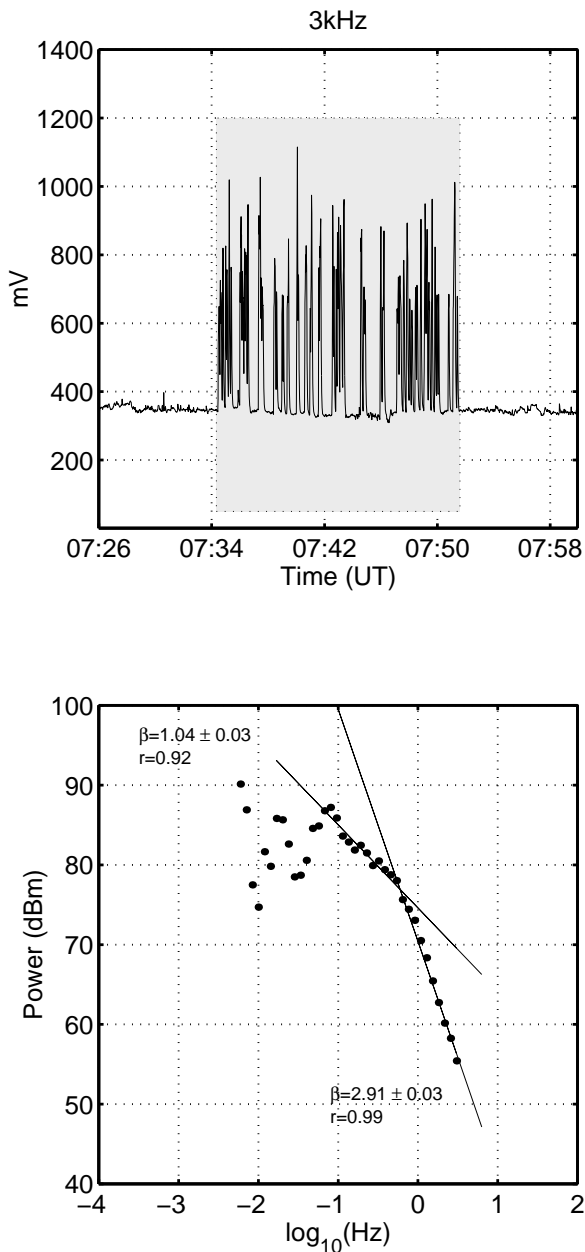 3kHz
1400
1200
1000
800
600
400
200
mV
07:26 07:34 07:42 07:50 07:58
Time (UT)
100
90
80
70
60
50
40
Power (dBm)
β=1.04 ± 0.03
r=0.92
β=2.91 ± 0.03
r=0.99
−4 −3 −2 −1 0 1 2
log10(Hz)